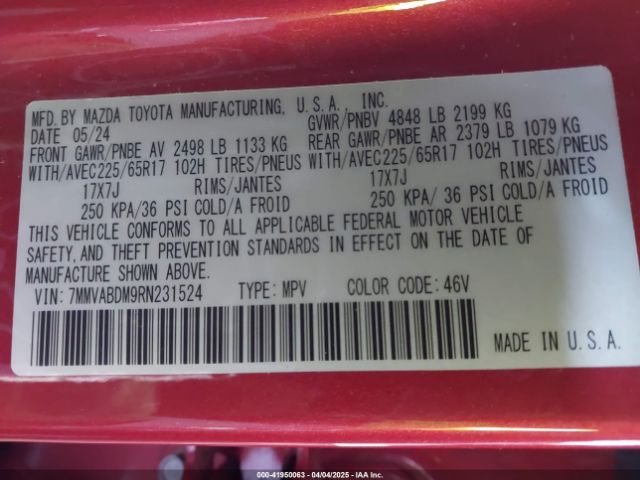 MFD. BY MAZDA TOYOTA MANUFACTURING, U.S.A., INC.
DATE 05/24 GVWR/PNBV 4848 LB 2199 KG
FRONT GAWR/PNBE AV 2498 LB 1133 KG REAR GAWR/PNBE AR 2379 LB 1079 KG
WITH/AVEC225/65R17 102H TIRES/PNEUS WITH/AVEC225/65R17 102H TIRES/PNEUS
17X7J RIMS/JANTES 17X7J RIMS/JANTES
250 KPA/36 PSI COLD/A FROID 250 KPA/ 36 PSI COLD/A FROID
THIS VEHICLE CONFORMS TO ALL APPLICABLE FEDERAL MOTOR VEHICLE
SAFETY, AND THEFT PREVENTION STANDARDS IN EFFECT ON THE DATE OF
MANUFACTURE SHOWN ABOVE.
VIN: 7MMVABDM9RN231524 TYPE: MPV COLOR CODE: 46V
MADE IN U.S.A.
000-41950063 - 04/04/2025 - IAA Inc.